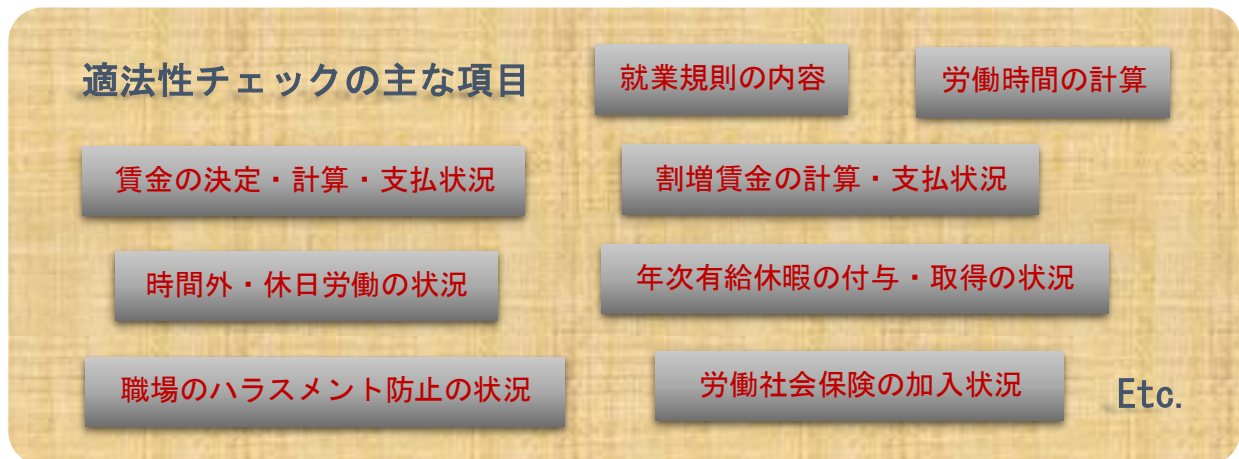 適法性チェックの主な項目
就業規則の内容
労働時間の計算
賃金の決定・計算・支払状況
割増賃金の計算・支払状況
時間外・休日労働の状況
年次有給休暇の付与・取得の状況
職場のハラスメント防止の状況
労働社会保険の加入状況
Etc.